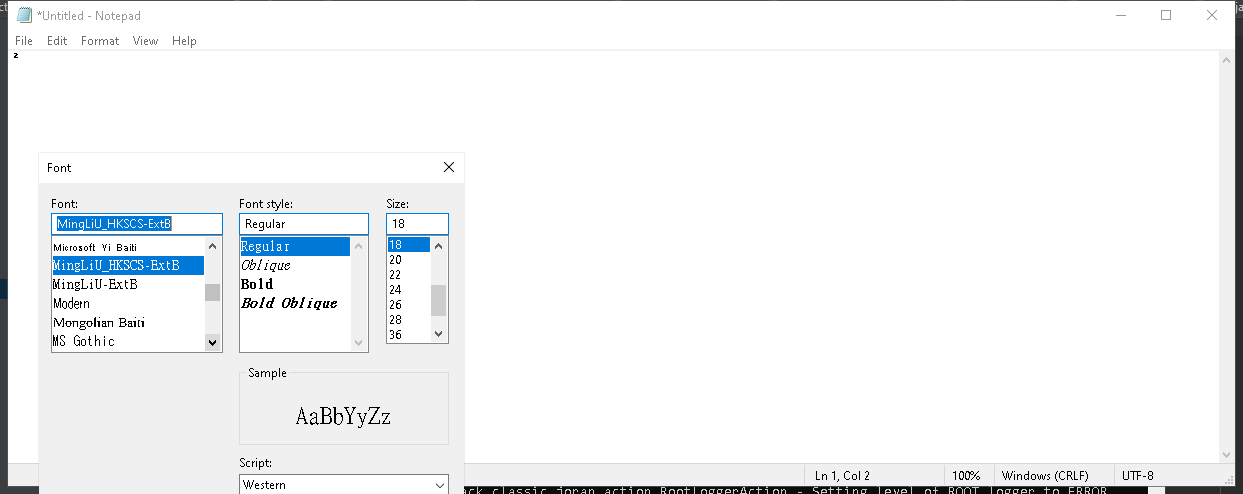 *Untitled - Notepad
File Edit Format View Help
²
Font
Font: Font style: Size:
MingLiU_HKSCS-ExtB Regular 18
Microsoft Yi Baiti Regular 18
MingLiU_HKSCS-ExtB Oblique 20
MingLiU-ExtB Bold 22
Modern Bold Oblique 24
Mongolian Baiti 26
MS Gothic 28
36
Sample
AaBbYyZz
Script:
Western
Ln 1, Col 2 100% Windows (CRLF) UTF-8
ack classic joran action RootLoggerAction - Setting level of ROOT logger to ERROR